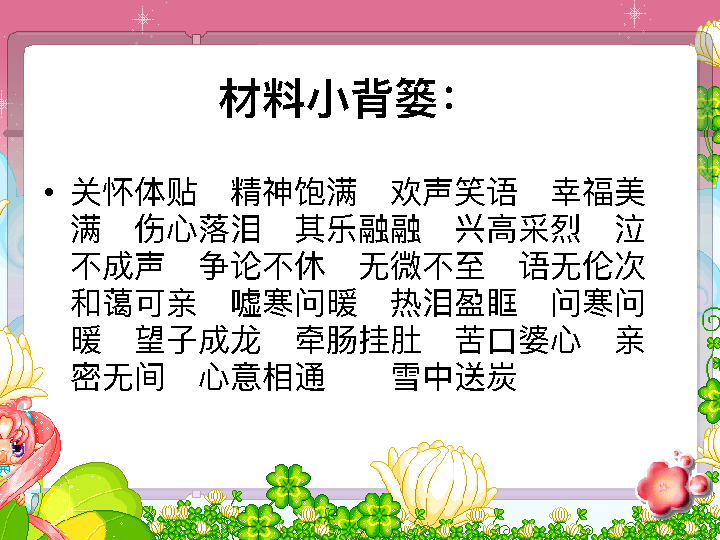 材料小背篓：
• 关怀体贴　精神饱满　欢声笑语　幸福美
满　伤心落泪　其乐融融　兴高采烈　泣
不成声　争论不休　无微不至　语无伦次
和蔼可亲　嘘寒问暖　热泪盈眶　问寒问
暖　望子成龙　牵肠挂肚　苦口婆心　亲
密无间　心意相通　　雪中送炭